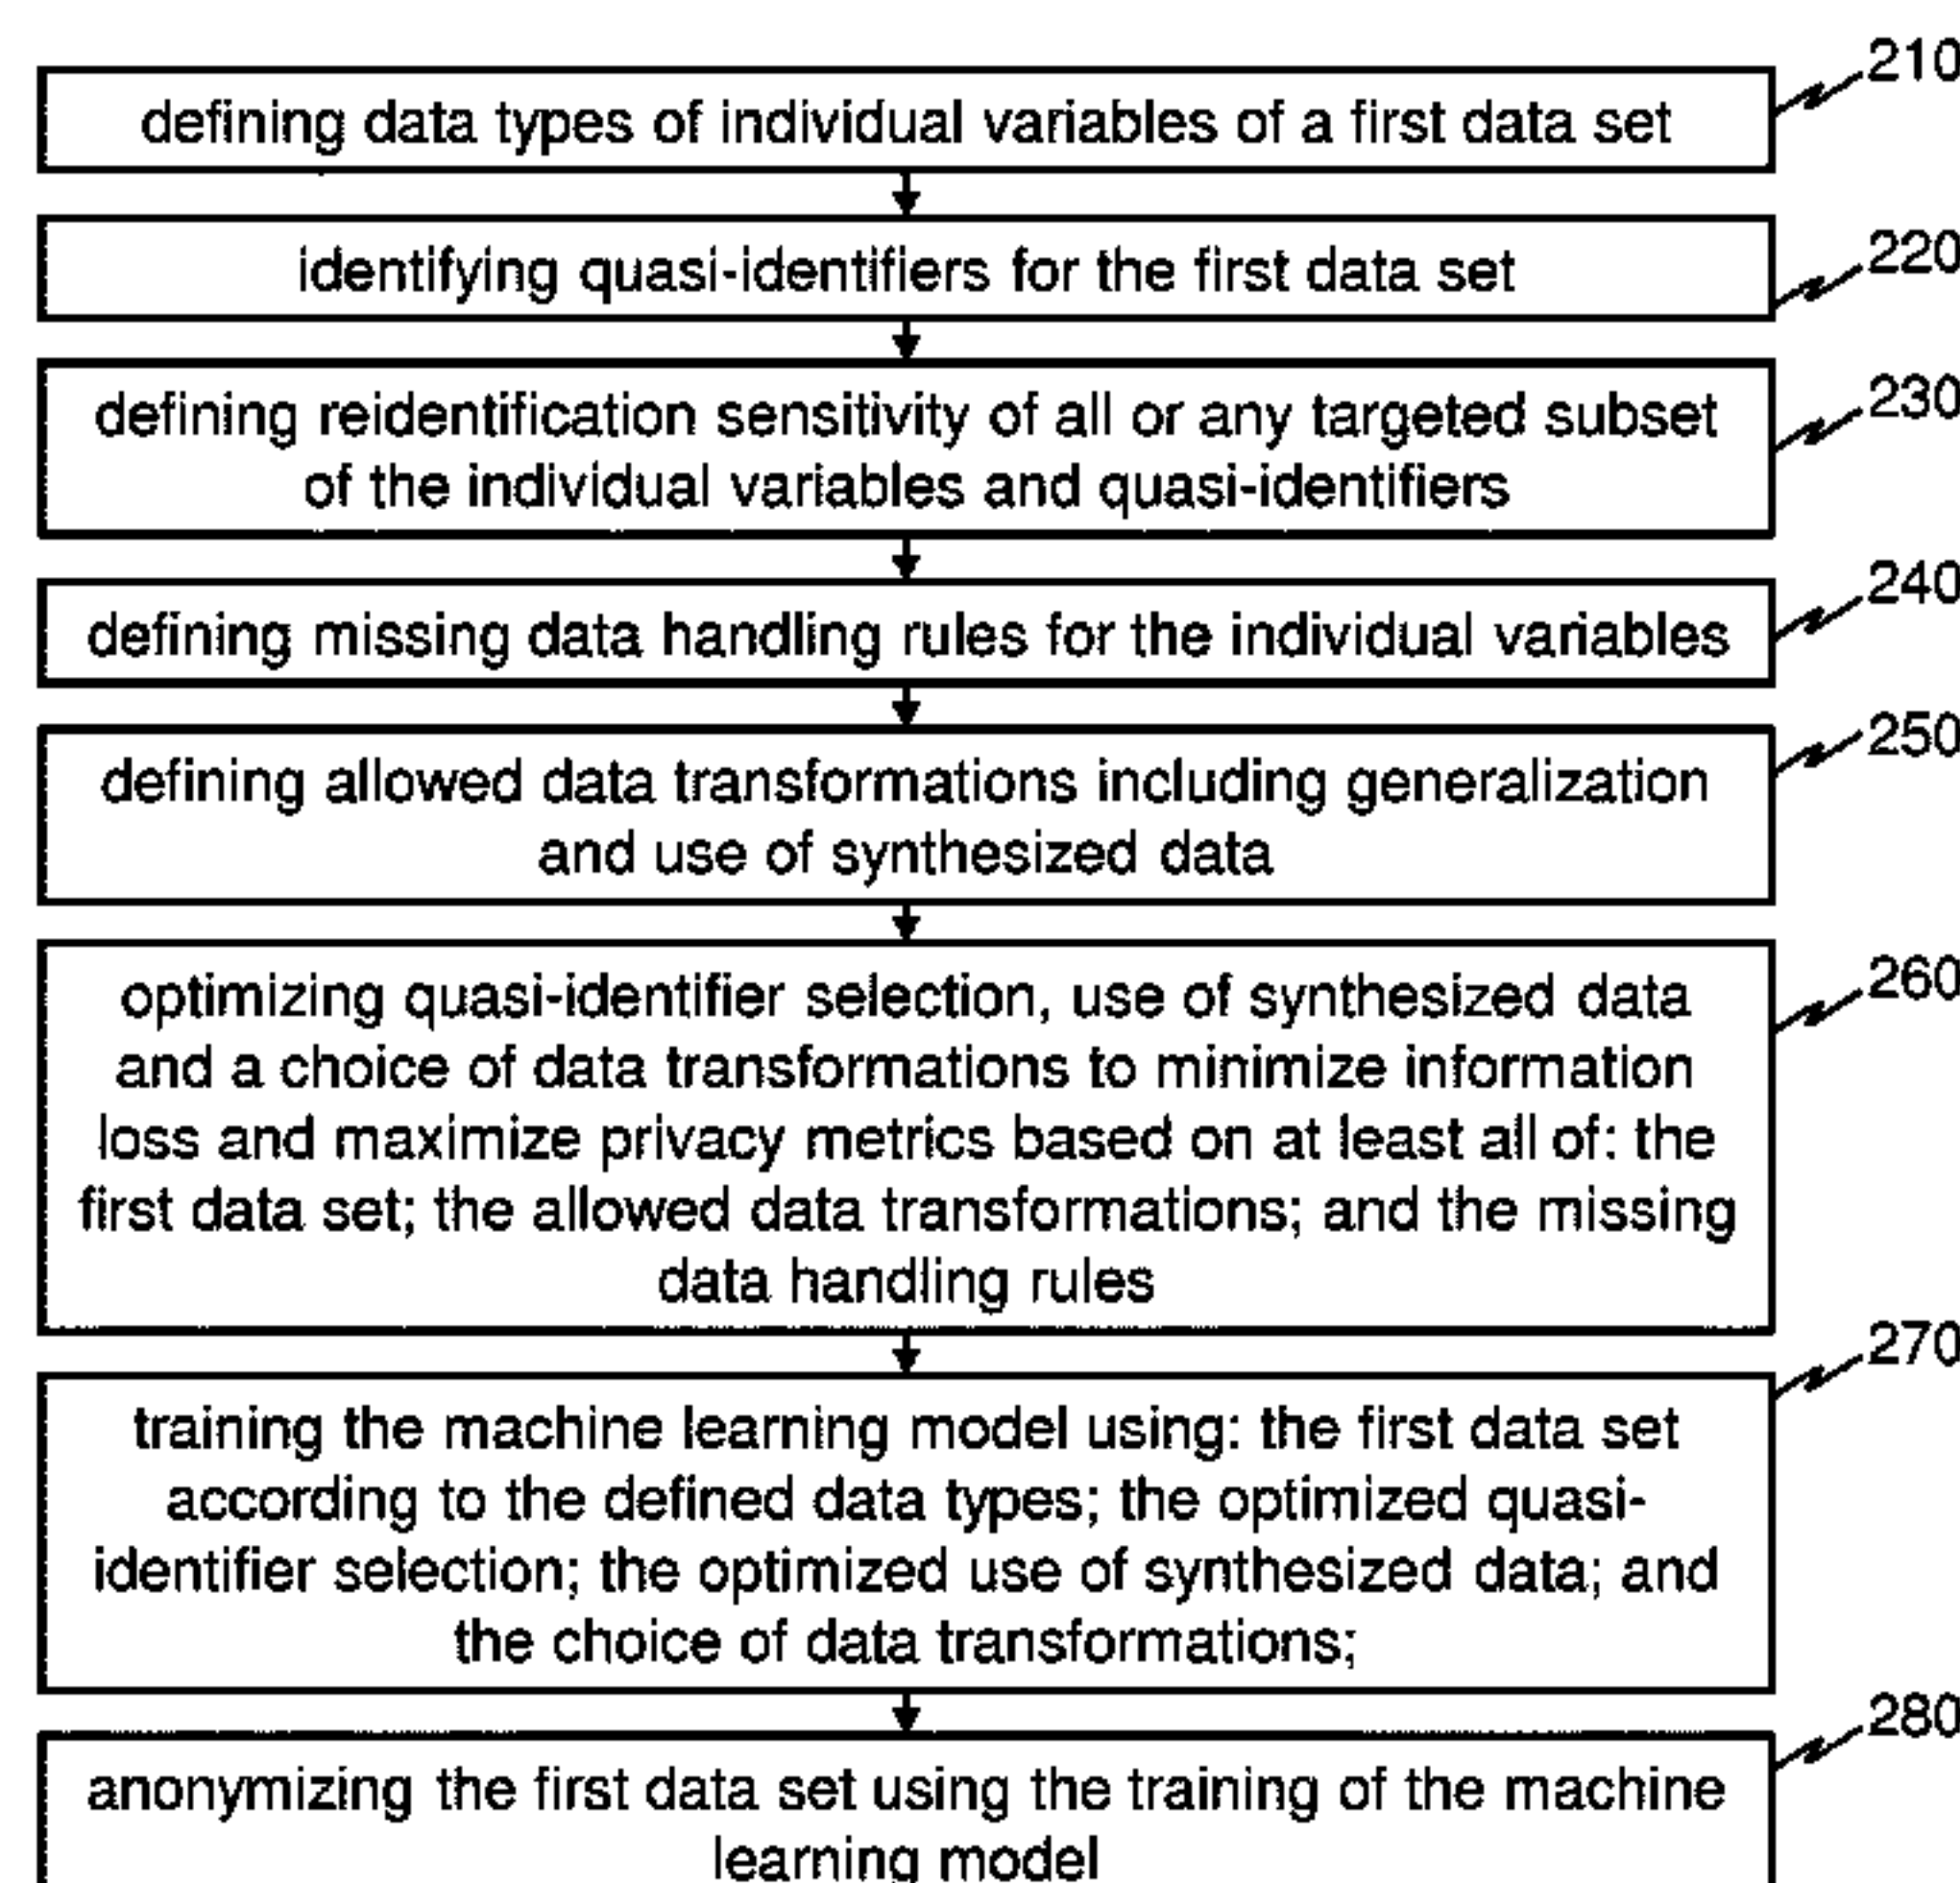 210
defining data types of individual variables of a first data set
220
identifying quasi-identifiers for the first data set
230
defining reidentification sensitivity of all or any targeted subset
of the individual variables and quasi-identifiers
240
defining missing data handling rules for the individual variables
250
defining allowed data transformations including generalization
and use of synthesized data
260
optimizing quasi-identifier selection, use of synthesized data
and a choice of data transformations to minimize information
loss and maximize privacy metrics based on at least all of: the
first data set; the allowed data transformations; and the missing
data handling rules
270
training the machine learning model using: the first data set
according to the defined data types; the optimized quasi-
identifier selection; the optimized use of synthesized data; and
the choice of data transformations;
280
anonymizing the first data set using the training of the machine
learning model